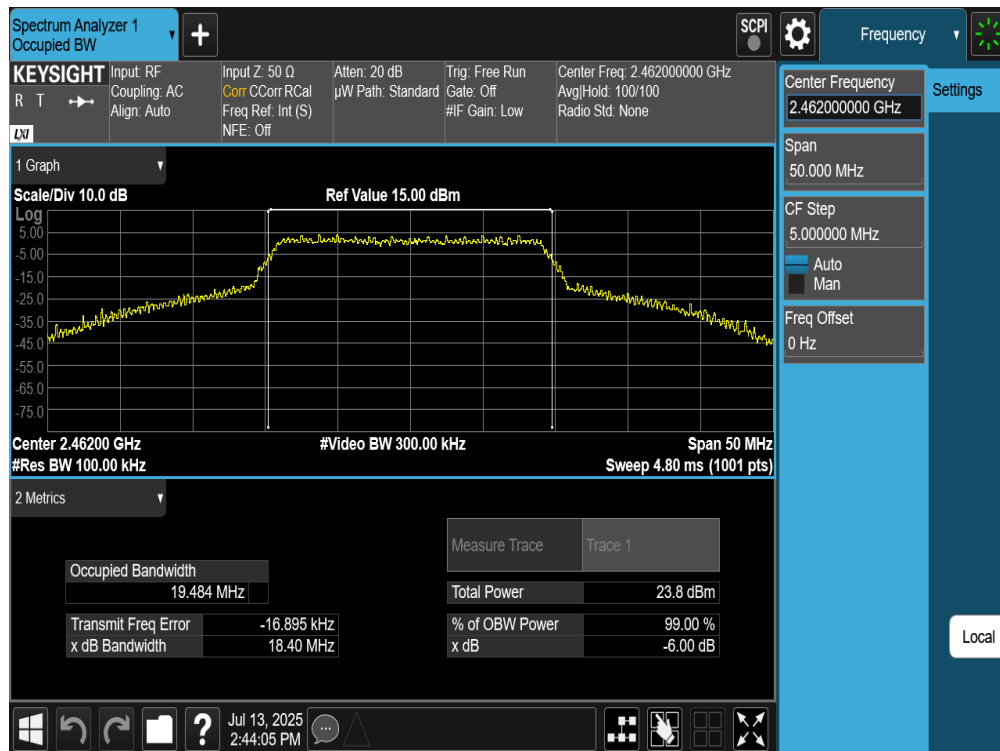 Spectrum Analyzer 1
Occupied BW
+
SCPI
Frequency
KEYSIGHT
R T
LXI
Input: RF
Coupling: AC
Align: Auto
Input Z: 50 Ω
Corr CCorr RCal
Freq Ref: Int (S)
NFE: Off
Atten: 20 dB
µW Path: Standard
Trig: Free Run
Gate: Off
#IF Gain: Low
Center Freq: 2.462000000 GHz
Avg|Hold: 100/100
Radio Std: None
Center Frequency
2.462000000 GHz
Settings
Span
50.000 MHz
CF Step
5.000000 MHz
Auto
Man
Freq Offset
0 Hz
Local
1 Graph
Scale/Div 10.0 dB
Ref Value 15.00 dBm
Log
5.00
-5.00
-15.0
-25.0
-35.0
-45.0
-55.0
-65.0
-75.0
Center 2.46200 GHz
#Video BW 300.00 kHz
Span 50 MHz
#Res BW 100.00 kHz
Sweep 4.80 ms (1001 pts)
2 Metrics
Measure Trace Trace 1
Occupied Bandwidth
19.484 MHz
Total Power 23.8 dBm
Transmit Freq Error -16.895 kHz
% of OBW Power 99.00 %
x dB Bandwidth 18.40 MHz
x dB -6.00 dB
?
Jul 13, 2025
2:44:05 PM